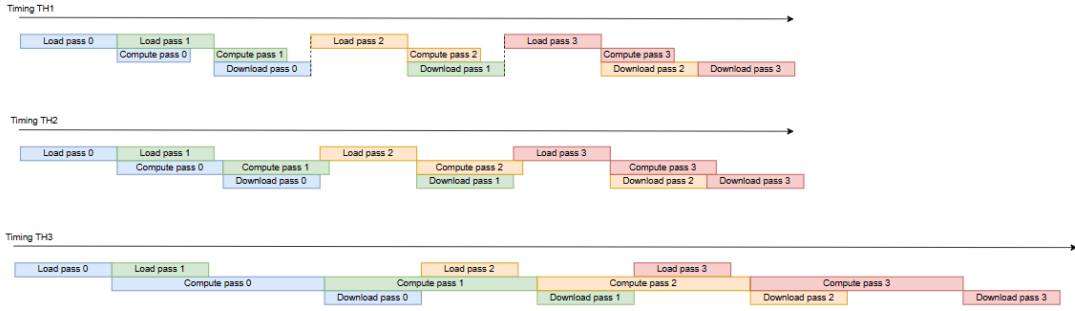 Timing TH1
Load pass 0 Load pass 1 Load pass 2 Load pass 3
Compute pass 0 Compute pass 1 Compute pass 2 Compute pass 3
Download pass 0 Download pass 1 Download pass 2 Download pass 3
Timing TH2
Load pass 0 Load pass 1 Load pass 2 Load pass 3
Compute pass 0 Compute pass 1 Compute pass 2 Compute pass 3
Download pass 0 Download pass 1 Download pass 2 Download pass 3
Timing TH3
Load pass 0 Load pass 1 Load pass 2 Load pass 3
Compute pass 0 Compute pass 1 Compute pass 2 Compute pass 3
Download pass 0 Download pass 1 Download pass 2 Download pass 3